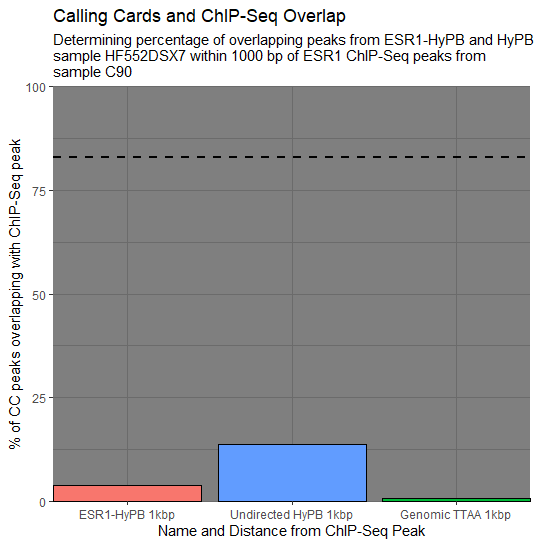 Calling Cards and ChIP-Seq Overlap
Determining percentage of overlapping peaks from ESR1-HyPB and HyPB
sample HF552DSX7 within 1000 bp of ESR1 ChIP-Seq peaks from
sample C90
% of CC peaks overlapping with ChIP-Seq peak
100
75
50
25
0
ESR1-HyPB 1kbp
Undirected HyPB 1kbp
Genomic TTAA 1kbp
Name and Distance from ChIP-Seq Peak